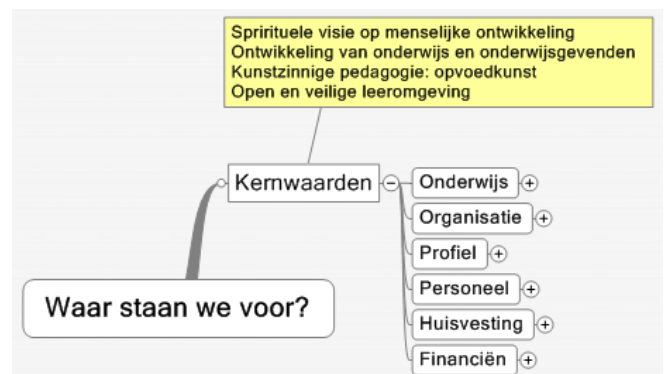 Sprirituele visie op menselijke ontwikkeling
Ontwikkeling van onderwijs en onderwijsgevenden
Kunstzinnige pedagogie: opvoedkunst
Open en veilige leeromgeving
Kernwaarden
Onderwijs
Organisatie
Profiel
Personeel
Huisvesting
Financiën
Waar staan we voor?